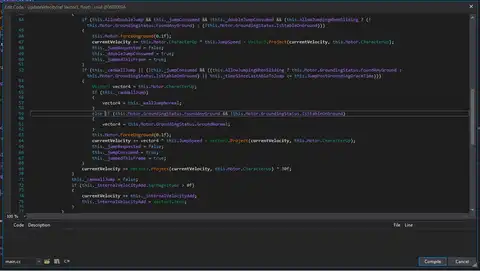 Edit Code - UpdateVelocity(ref Vector3, float) : void @0600099A
if (this.AllowDoubleJump && this._jumpConsumed && !this._doubleJumpConsumed && (this.AllowJumpingWhenSliding ? (!
this.Motor.GroundingStatus.FoundAnyGround) : (!this.Motor.GroundingStatus.IsStableOnGround)))
{
this.Motor.ForceUnground(0.1f);
currentVelocity += this.Motor.CharacterUp * this.JumpSpeed - Vector3.Project(currentVelocity, this.Motor.CharacterUp);
this._jumpRequested = false;
this._doubleJumpConsumed = true;
this._jumpedThisFrame = true;
}
if (this._canWallJump || (!this._jumpConsumed && ((this.AllowJumpingWhenSliding ? this.Motor.GroundingStatus.FoundAnyGround :
this.Motor.GroundingStatus.IsStableOnGround) || this._timeSinceLastAbleToJump <= this.JumpPostGroundingGraceTime)))
{
Vector3 vector4 = this.Motor.CharacterUp;
if (this._canWallJump)
{
vector4 = this._wallJumpNormal;
}
else if (this.Motor.GroundingStatus.FoundAnyGround && !this.Motor.GroundingStatus.IsStableOnGround)
{
vector4 = this.Motor.GroundingStatus.GroundNormal;
}
this.Motor.ForceUnground(0.1f);
currentVelocity += vector4 * this.JumpSpeed - Vector3.Project(currentVelocity, this.Motor.CharacterUp);
this._jumpRequested = false;
this._jumpConsumed = true;
this._jumpedThisFrame = true;
}
currentVelocity += Vector3.Project(currentVelocity, this.Motor.CharacterUp) *
}
this._canWallJump = false;
if (this._internalVelocityAdd.sqrMagnitude > 0f)
{
currentVelocity += this._internalVelocityAdd;
this._internalVelocityAdd = Vector3.zero;
}
100 %
Code Description File Line
main.cs C# Compile Cancel